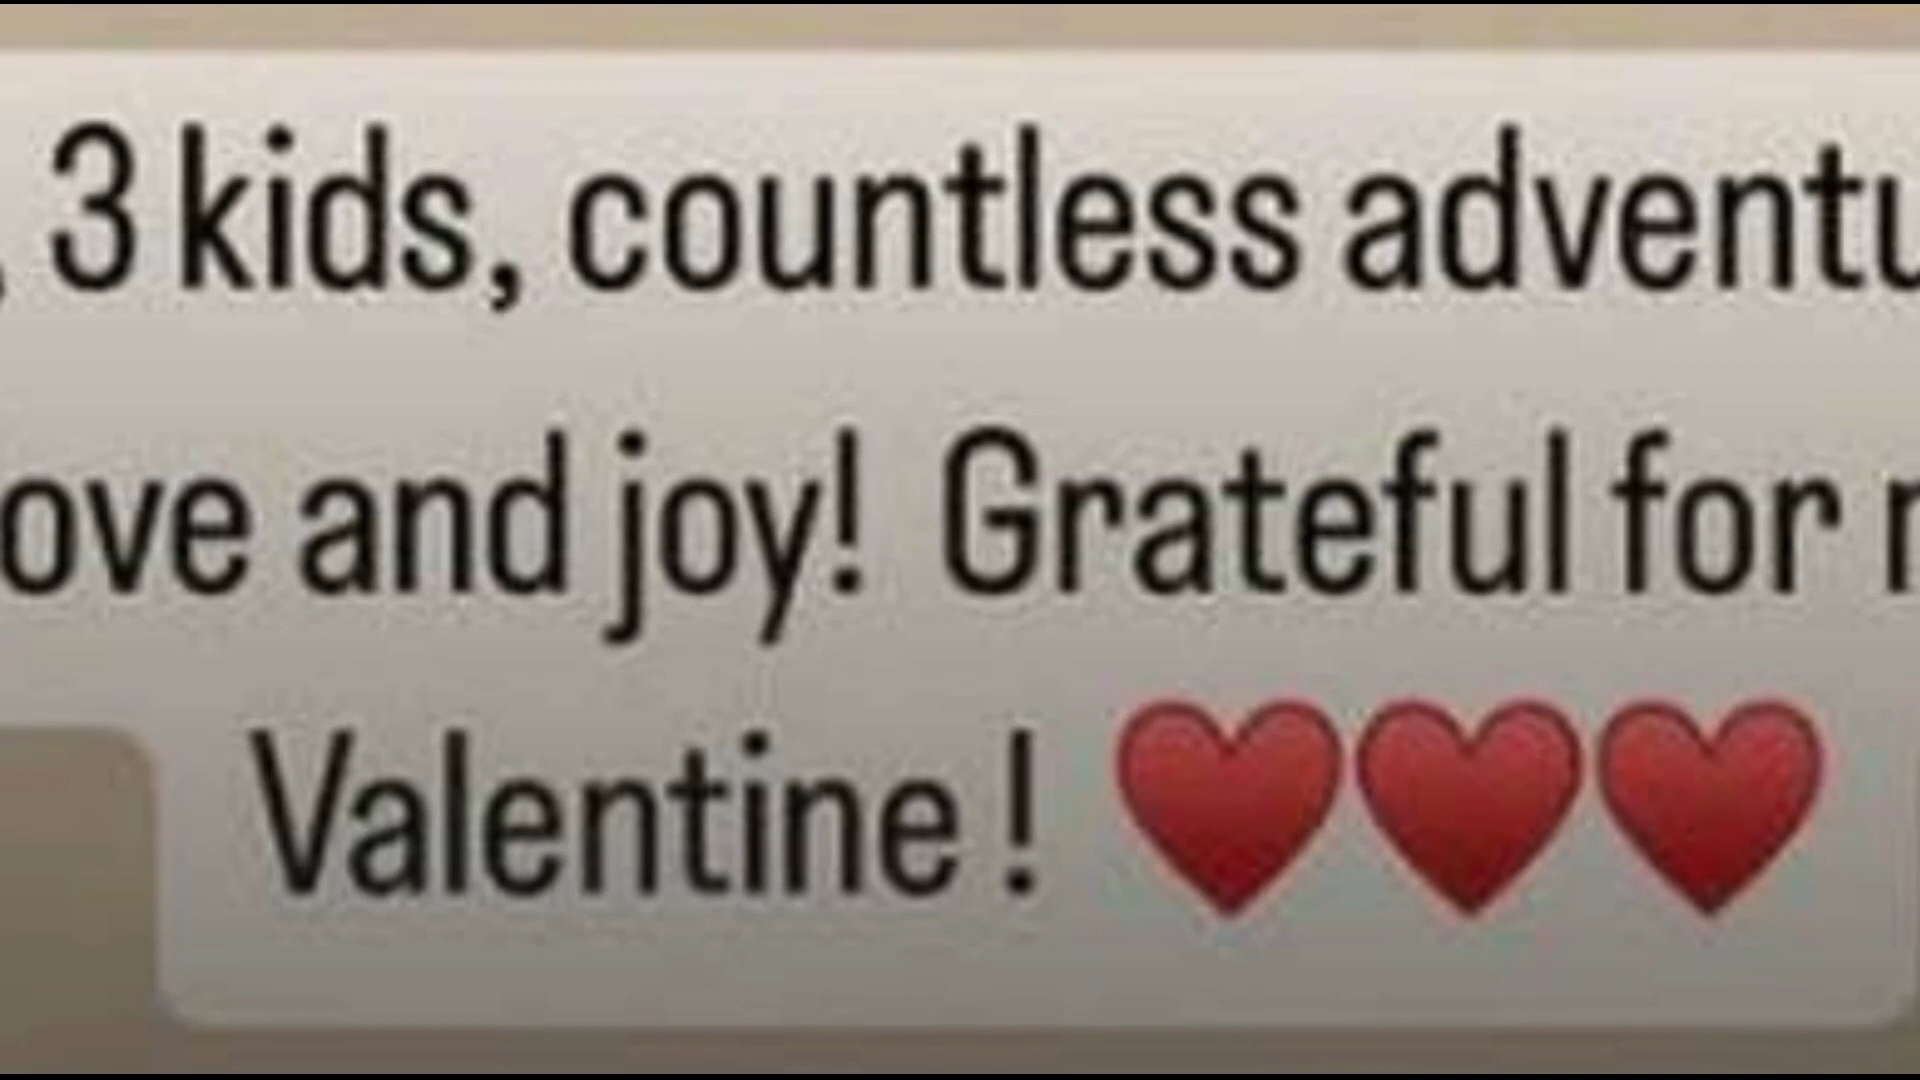 , 3 kids, countless adventu
ove and joy! Grateful for
Valentine ! ♥️♥️♥️